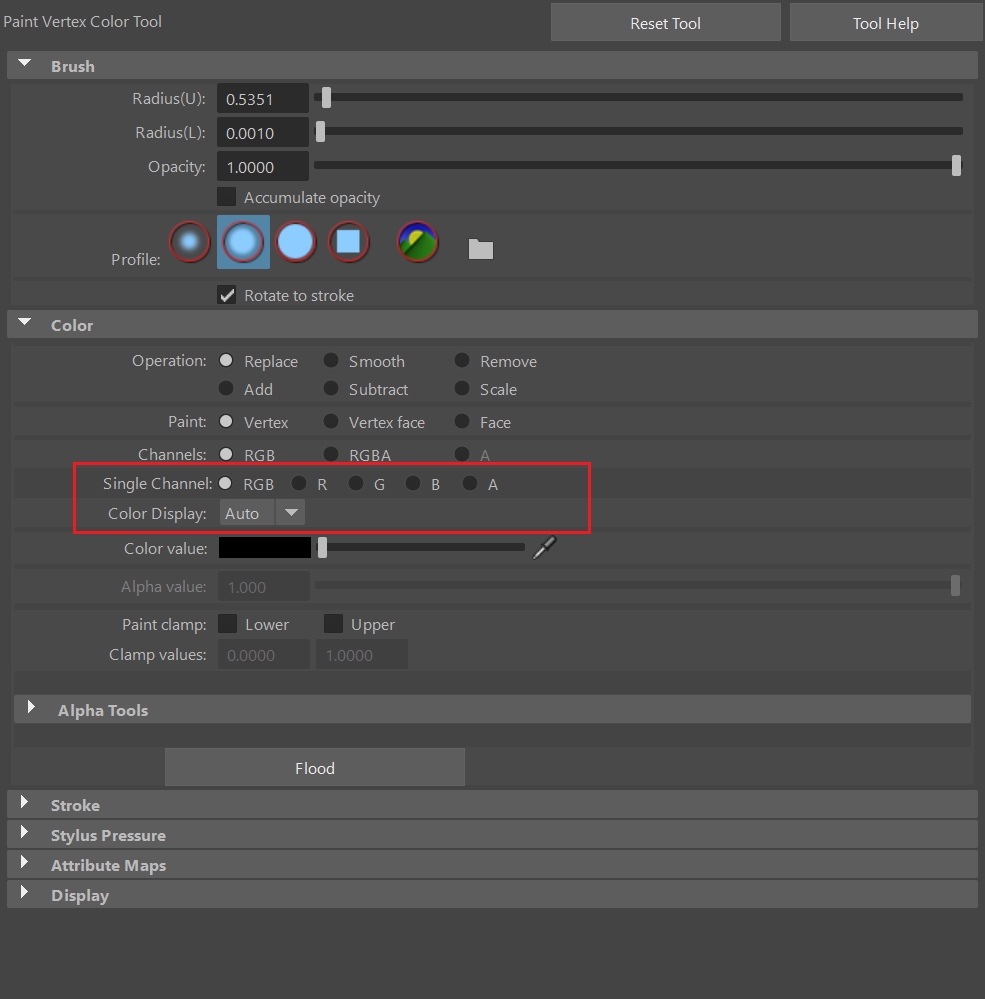 Paint Vertex Color Tool Reset Tool Tool Help
Brush
Radius(U): 0.5351
Radius(L): 0.0010
Opacity: 1.0000
Accumulate opacity
Profile:
Rotate to stroke
Color
Operation: Replace Smooth Remove
Add Subtract Scale
Paint: Vertex Vertex face Face
Channels: RGB RGBA A
Single Channel: RGB R G B A
Color Display: Auto
Color value:
Alpha value: 1.000
Paint clamp: Lower Upper
Clamp values: 0.0000 1.0000
Alpha Tools
Flood
Stroke
Stylus Pressure
Attribute Maps
Display